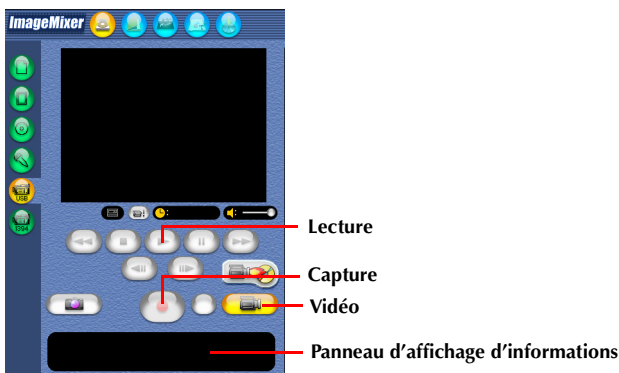 ImageMixer
USB
1394
Lecture
Capture
Vidéo
Panneau d'affichage d'informations